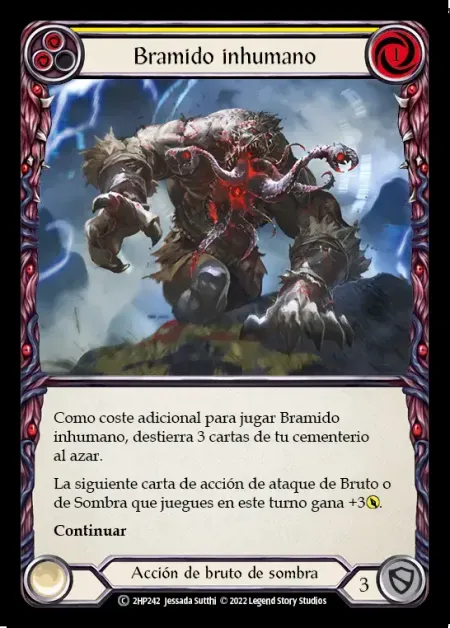 Bramido inhumano
1
Como coste adicional para jugar Bramido
inhumano, destierra 3 cartas de tu cementerio
al azar.
La siguiente carta de acción de ataque de Bruto o
de Sombra que juegues en este turno gana +3.
Continuar
Acción de bruto de sombra
3
C 2HP242 Jessada Sutthi © 2022 Legend Story Studios